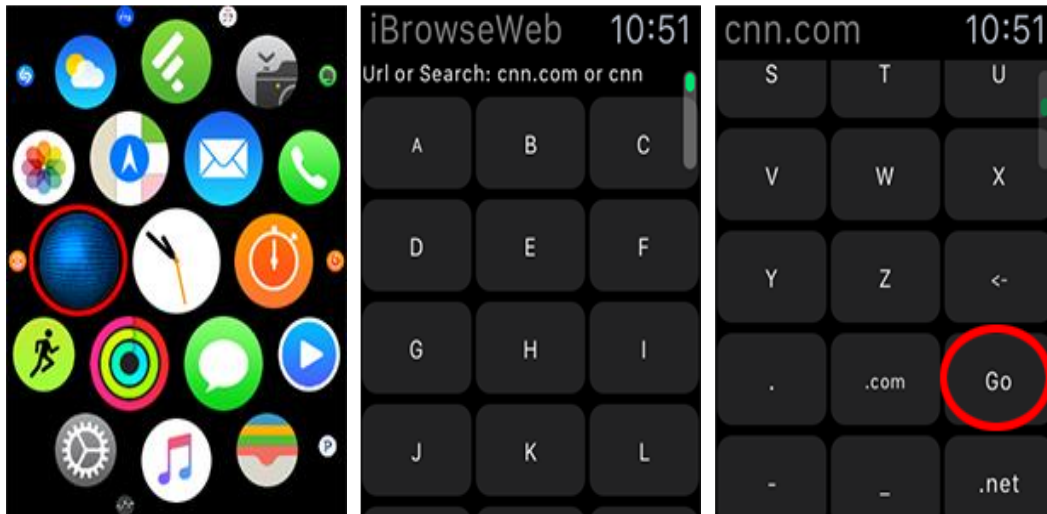 iBrowseWeb 10:51
Url or Search: cnn.com or cnn
A B C
D E F
G H I
J K L
cnn.com 10:51
S T U
V W X
Y Z <-
. .com Go
- _ .net
P